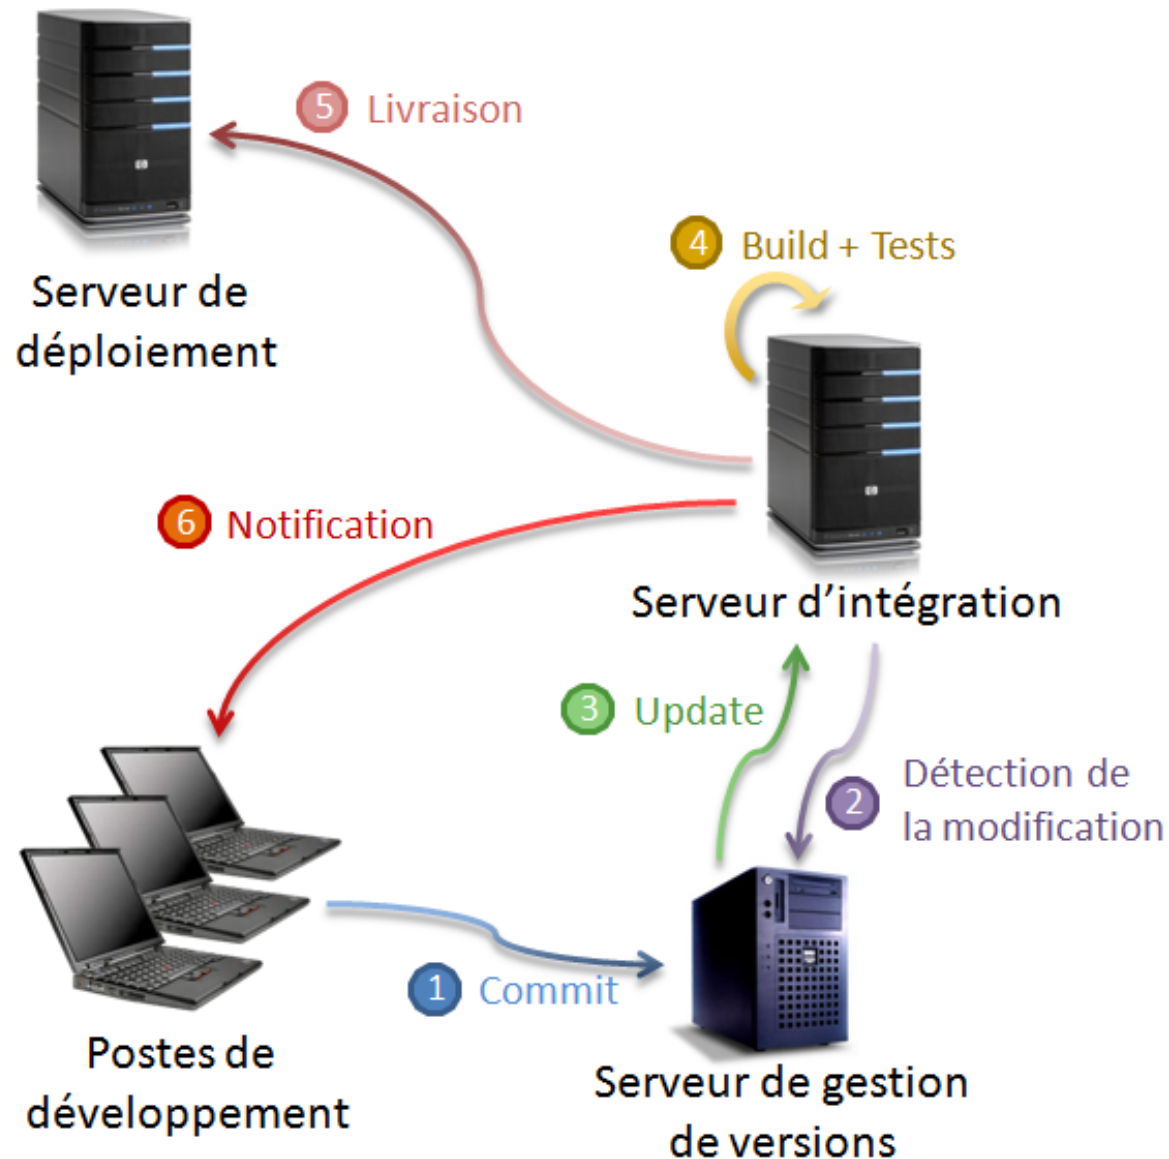 5 Livraison
4 Build + Tests
Serveur de
déploiement
6 Notification
Serveur d’intégration
3 Update
2 Détection de
la modification
1 Commit
Postes de
développement
Serveur de gestion
de versions